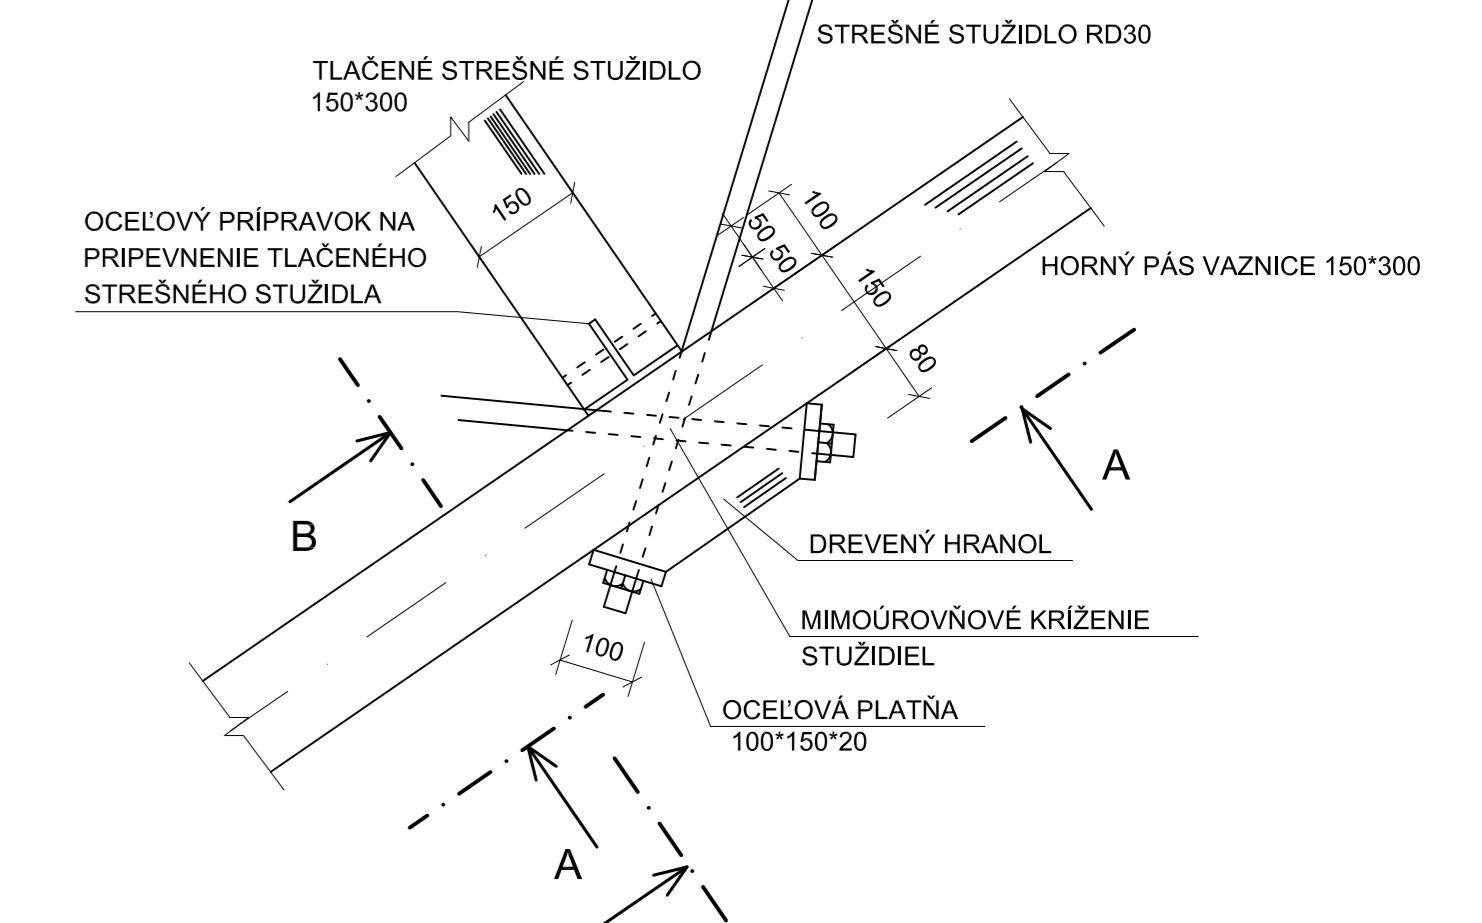 STREŠNÉ STUŽIDLO RD30
TLAČENÉ STREŠNÉ STUŽIDLO
150*300
150
OCEĽOVÝ PRÍPRAVOK NA
PRIPEVNENIE TLAČENÉHO
STREŠNÉHO STUŽIDLA
50
50
100
150
80
HORNÝ PÁS VAZNICE 150*300
A
B
DREVENÝ HRANOL
MIMOÚROVŇOVÉ KRÍŽENIE
STUŽIDIEL
100
OCEĽOVÁ PLATŇA
100*150*20
A